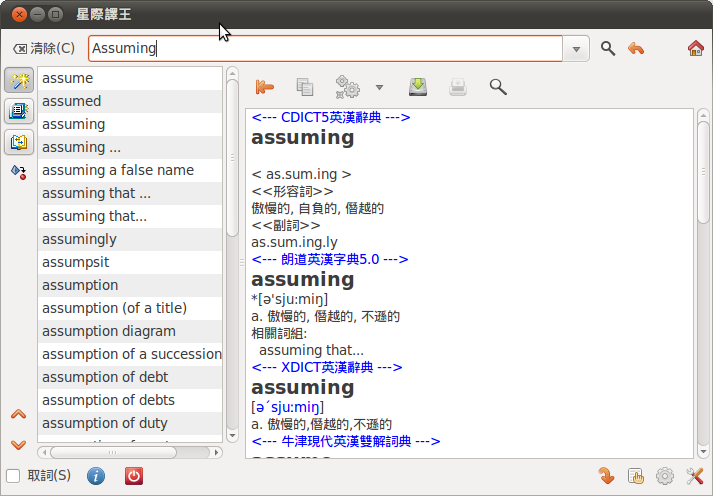 星際譯王
清除(C)
Assuming
assume
assumed
assuming
assuming ...
assuming a false name
assuming that ...
assuming that...
assumingly
assumpsit
assumption
assumption (of a title)
assumption diagram
assumption of a succession
assumption of debt
assumption of debts
assumption of duty
<--- CDICT5英漢辭典 --->
assuming
< as.sum.ing >
<<形容詞>>
傲慢的, 自負的, 僭越的
<<副詞>>
as.sum.ing.ly
<--- 朗道英漢字典5.0 --->
assuming
*[ə'sju:miŋ]
a. 傲慢的, 僭越的, 不遜的
相關詞組:
assuming that...
<--- XDICT英漢辭典 --->
assuming
[ə´sju:miŋ]
a. 傲慢的,僭越的,不遜的
<--- 牛津現代英漢雙解詞典 --->
取詞(S)